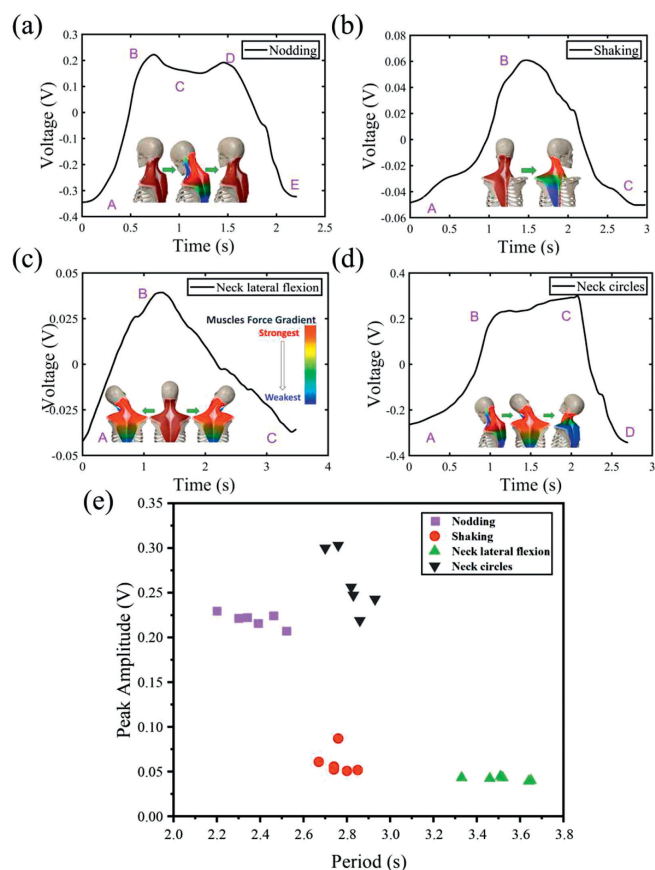 (a)
Nodding
Voltage (V)
0.3
0.2
0.1
0
-0.1
-0.2
-0.3
-0.4
A
B
C
D
E
0
0.5
1
1.5
2
2.5
Time (s)
(b)
Shaking
Voltage (V)
0.08
0.06
0.04
0.02
0
-0.02
-0.04
-0.06
A
B
C
0
0.5
1
1.5
2
2.5
3
Time (s)
(c)
Neck lateral flexion
Voltage (V)
0.05
0.025
0
-0.025
-0.05
A
B
C
Muscles Force Gradient
Strongest
Weakest
0
1
2
3
4
Time (s)
(d)
Neck circles
Voltage (V)
0.4
0.2
0
-0.2
-0.4
A
B
C
D
0
0.5
1
1.5
2
2.5
3
Time (s)
(e)
Nodding
Shaking
Neck lateral flexion
Neck circles
Peak Amplitude (V)
0.35
0.30
0.25
0.20
0.15
0.10
0.05
0.00
2.0
2.2
2.4
2.6
2.8
3.0
3.2
3.4
3.6
3.8
Period (s)